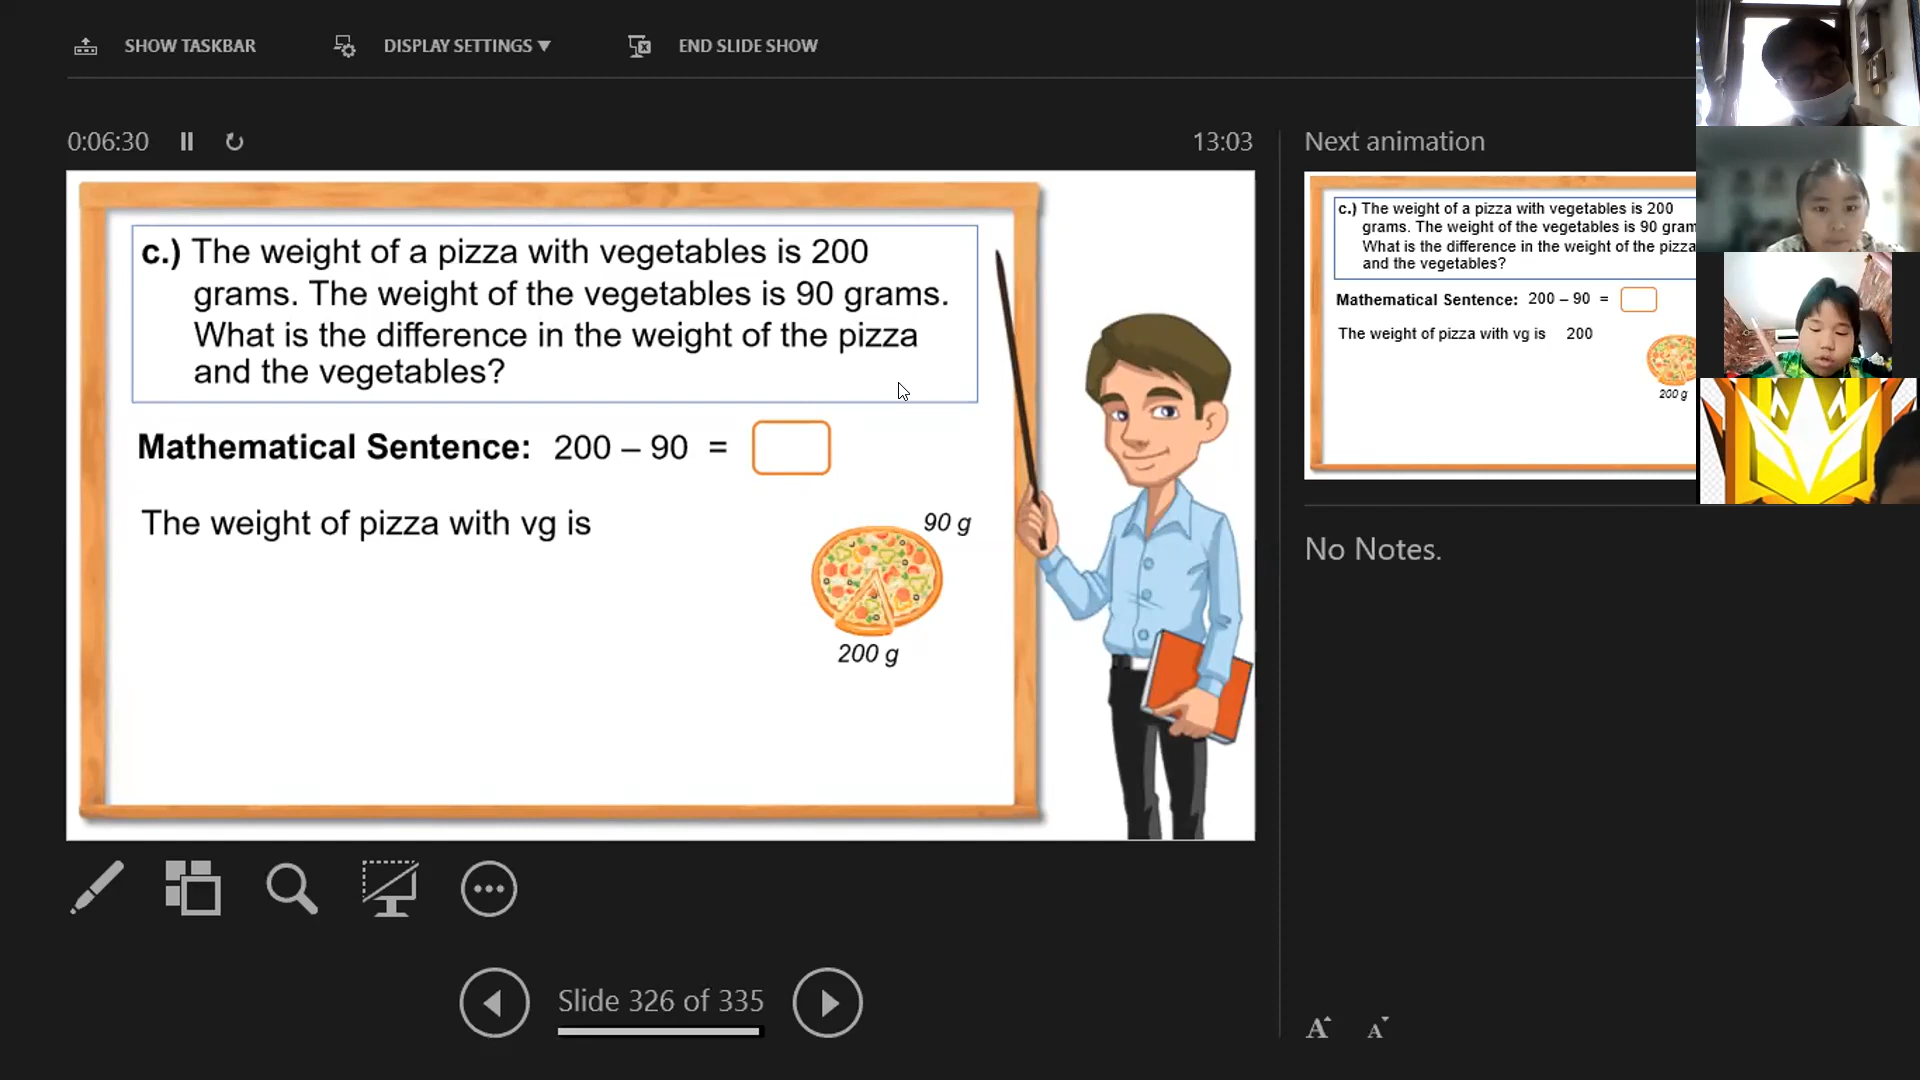 SHOW TASKBAR DISPLAY SETTINGS ▼ END SLIDE SHOW
0:06:30 13:03
c.) The weight of a pizza with vegetables is 200
grams. The weight of the vegetables is 90 grams.
What is the difference in the weight of the pizza
and the vegetables?
Mathematical Sentence: 200 – 90 =
The weight of pizza with vg is
90 g
200 g
Slide 326 of 335
Next animation
c.) The weight of a pizza with vegetables is 200
grams. The weight of the vegetables is 90 gram
What is the difference in the weight of the pizza
and the vegetables?
Mathematical Sentence: 200 – 90 =
The weight of pizza with vg is 200
200 g
No Notes.
A A